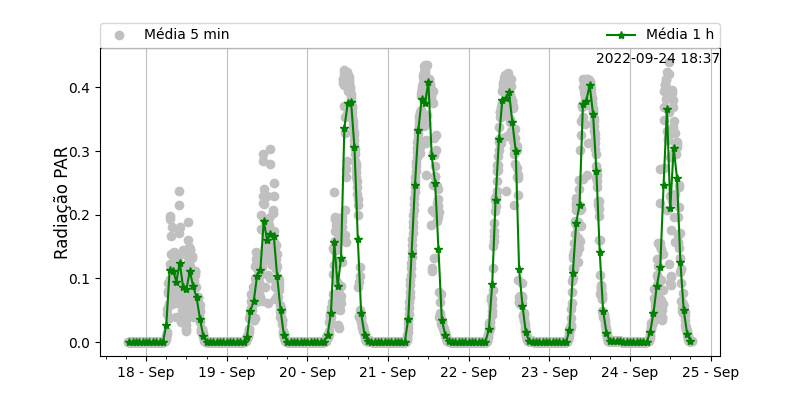 Média 5 min
Média 1 h
2022-09-24 18:37
Radiação PAR
0.4
0.3
0.2
0.1
0.0
18 - Sep
19 - Sep
20 - Sep
21 - Sep
22 - Sep
23 - Sep
24 - Sep
25 - Sep